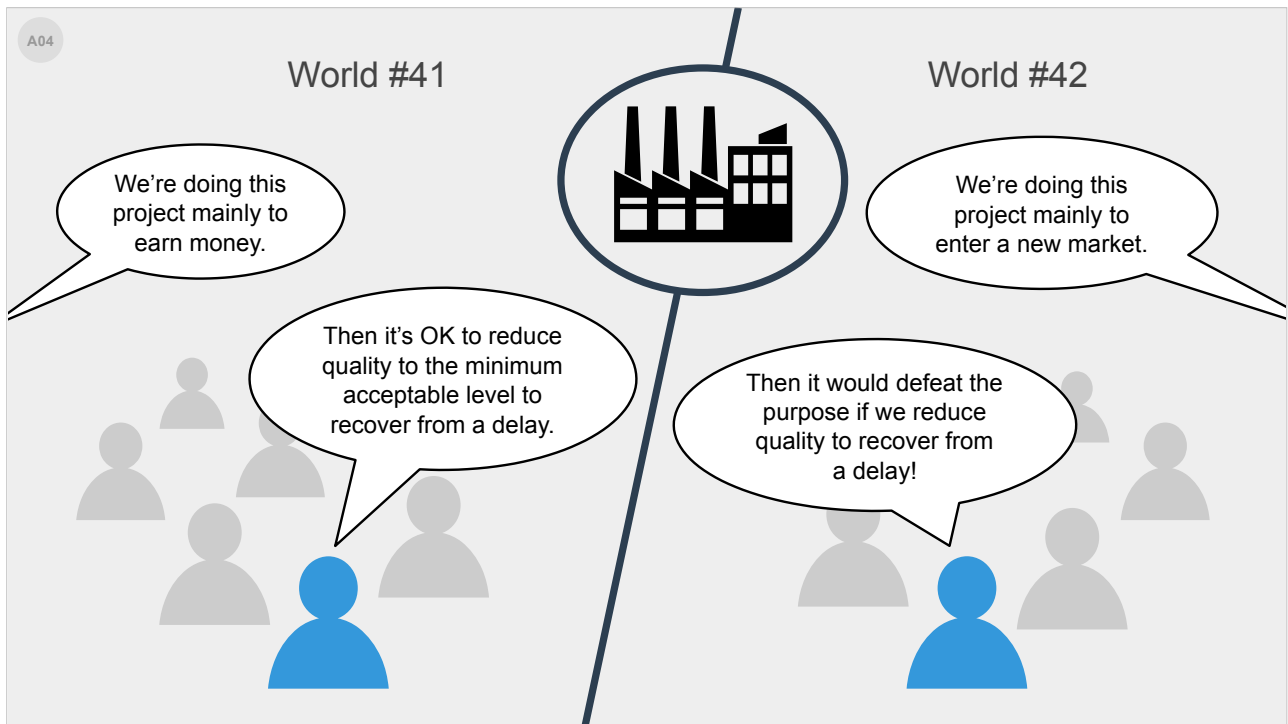 A04
World #41
World #42
We’re doing this
project mainly to
earn money.
We’re doing this
project mainly to
enter a new market.
Then it’s OK to reduce
quality to the minimum
acceptable level to
recover from a delay.
Then it would defeat the
purpose if we reduce
quality to recover from
a delay!